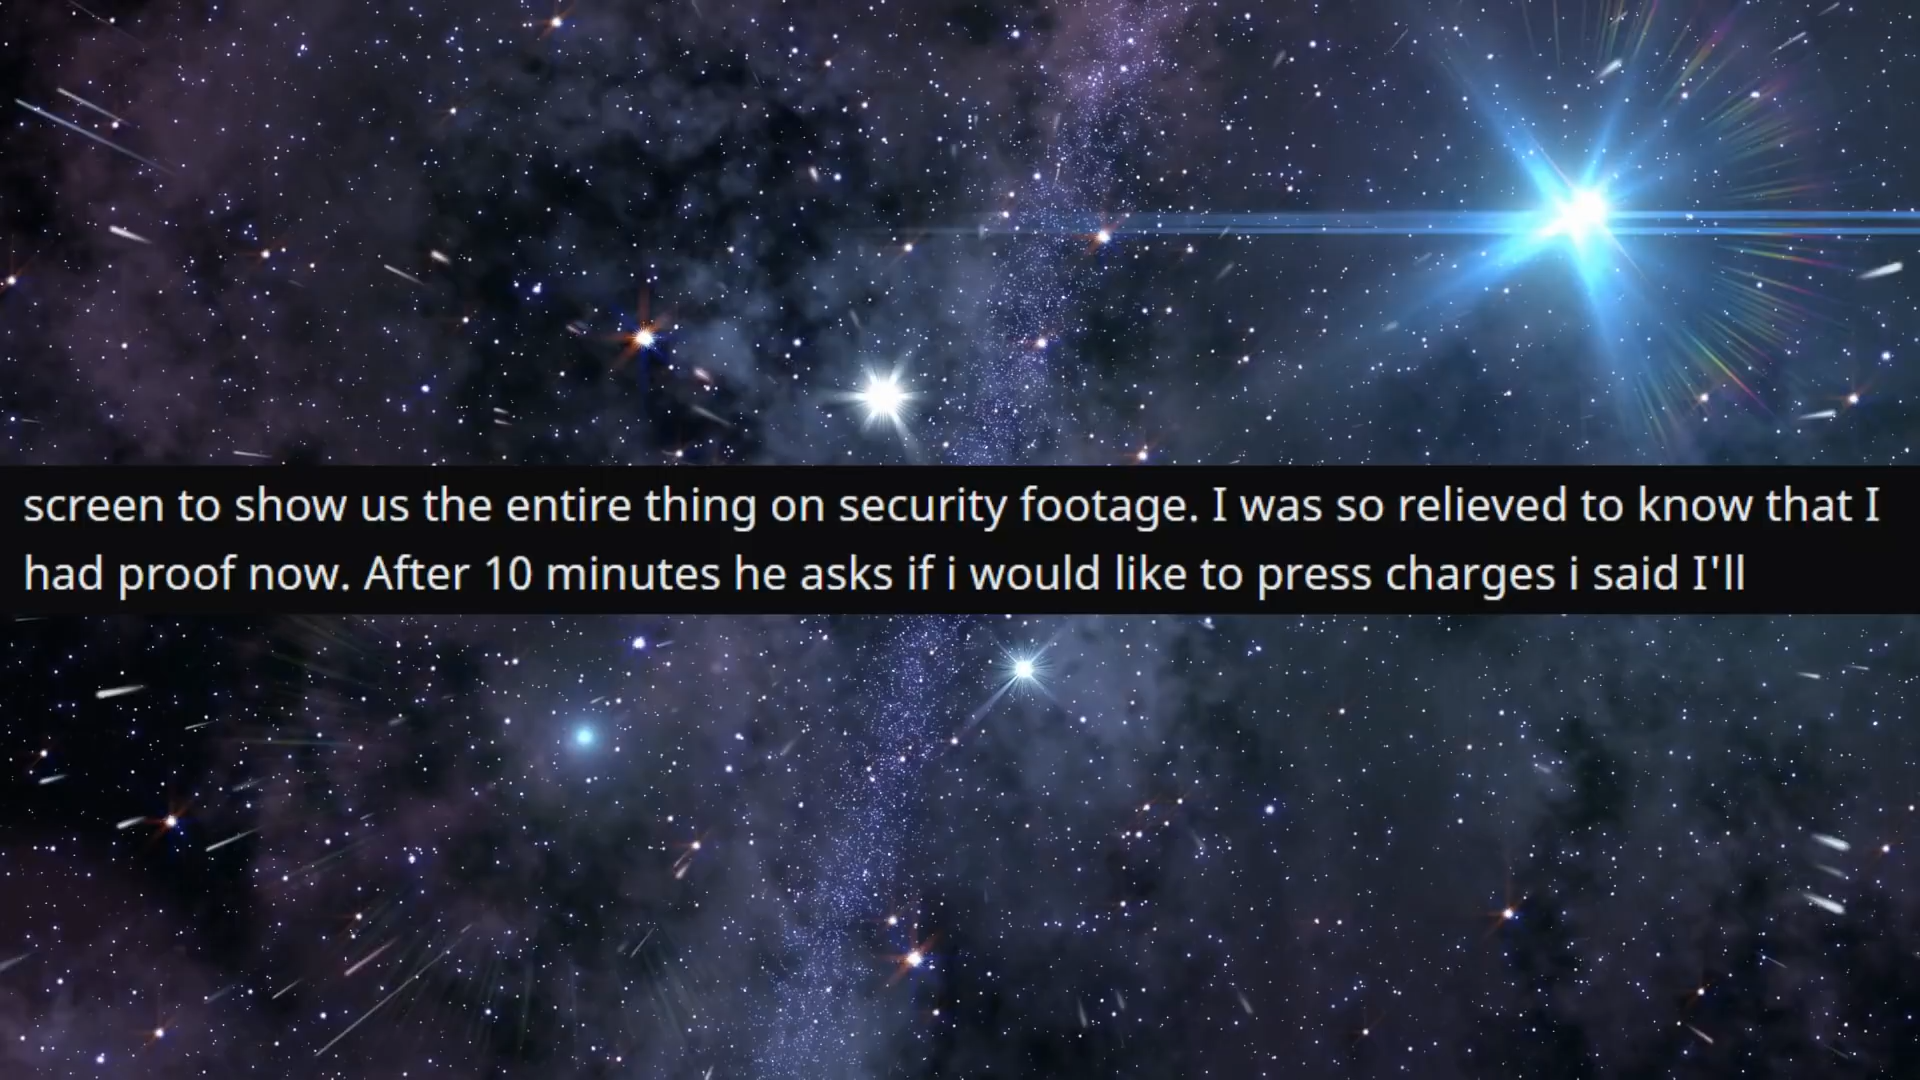 screen to show us the entire thing on security footage. I was so relieved to know that I
had proof now. After 10 minutes he asks if i would like to press charges i said I'll